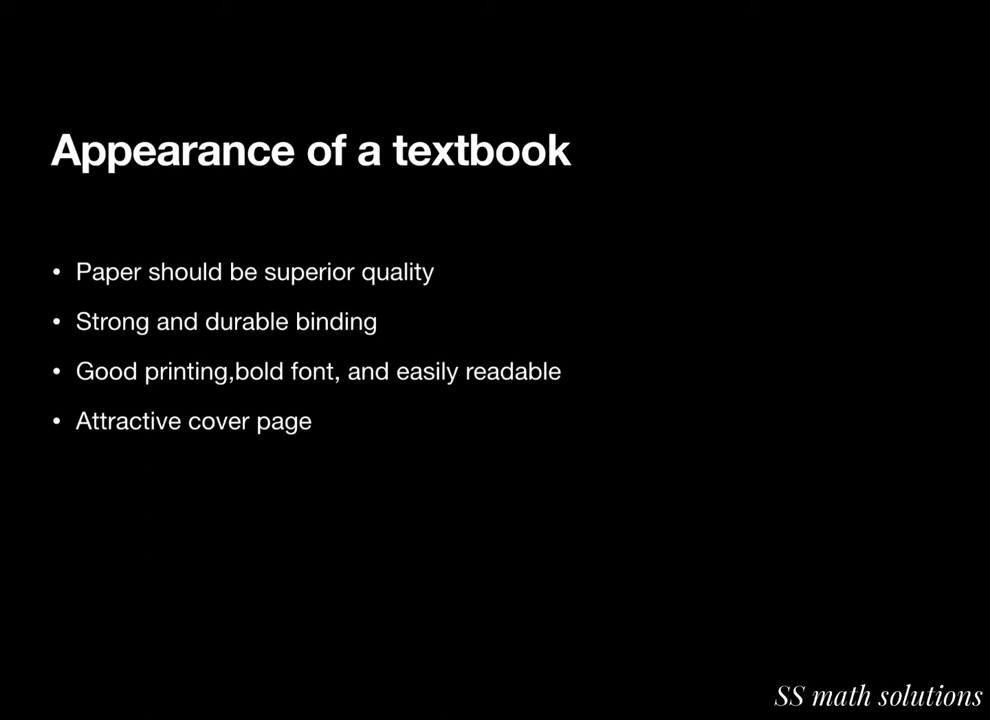 Appearance of a textbook
• Paper should be superior quality
• Strong and durable binding
• Good printing,bold font, and easily readable
• Attractive cover page
SS math solutions